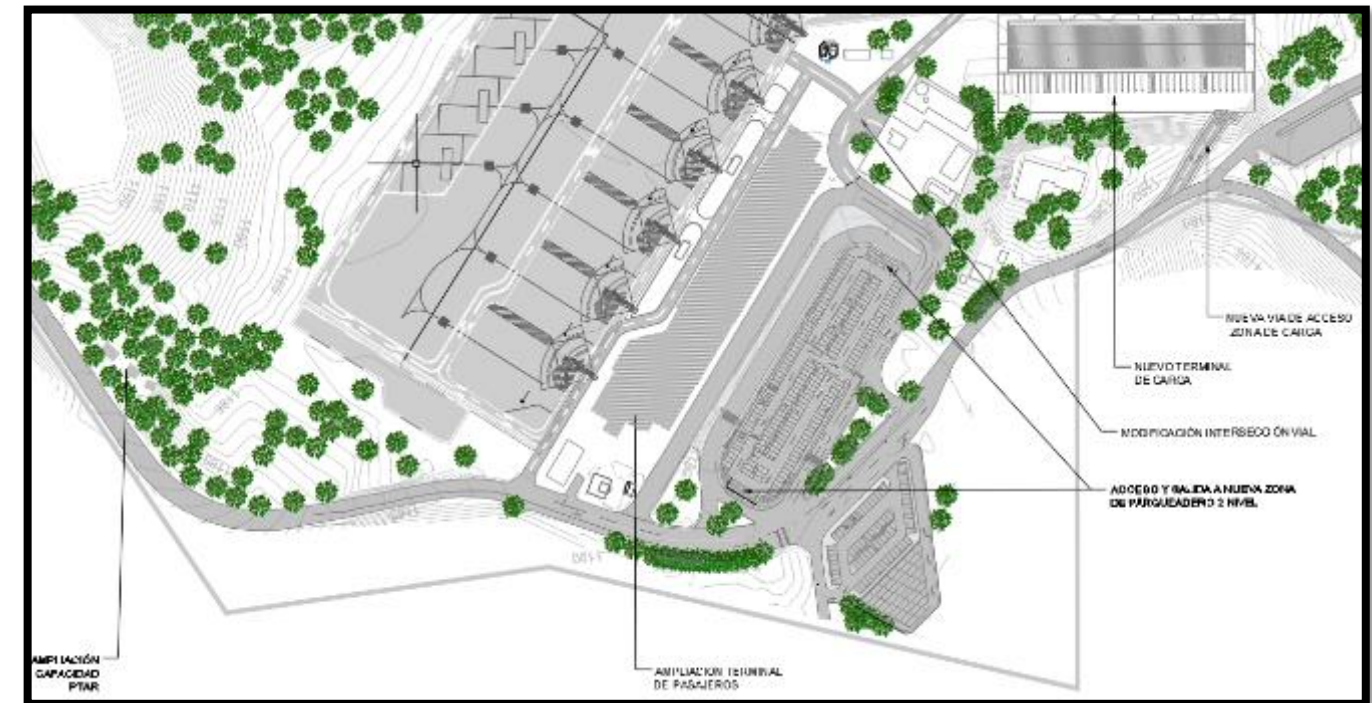 NUEVA VIA DE ACCESO
ZONA DE CARGA
NUEVO TERMINAL
DE CARGA
MODIFICACIÓN INTERSECCIÓN VIAL
ACCESO Y SALIDA A NUEVA ZONA
DE PARQUEADERO 2 NIVEL
AMPLIACIÓN
CAPACIDAD
PTAR
AMPLIACION TERMINAL
DE PASAJEROS